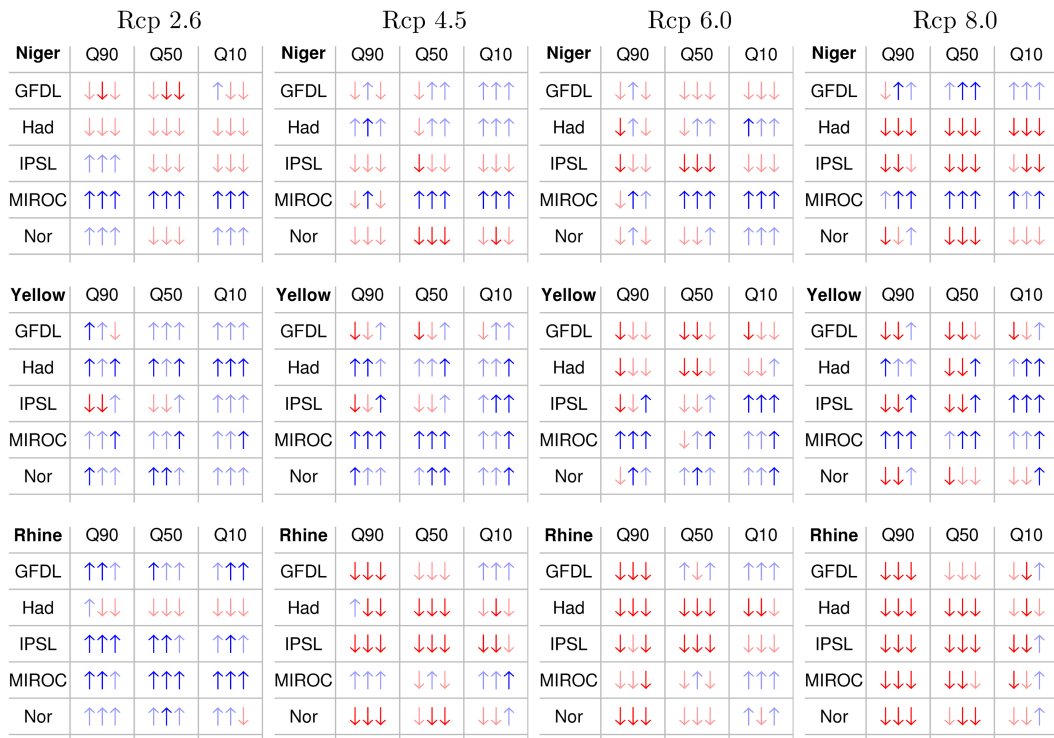 Rcp 2.6 Rcp 4.5 Rcp 6.0 Rcp 8.0
Niger Q90 Q50 Q10 Niger Q90 Q50 Q10 Niger Q90 Q50 Q10 Niger Q90 Q50 Q10
GFDL ↓↓↓ ↓↓↓ ↑↓↓ GFDL ↓↑↓ ↓↑↑ ↑↑↑ GFDL ↓↑↓ ↓↓↓ ↓↓↓ GFDL ↓↑↑ ↑↑↑ ↑↑↑
Had ↓↓↓ ↓↓↓ ↓↓↓ Had ↑↑↑ ↓↑↑ ↑↑↑ Had ↓↑↓ ↓↑↑ ↑↑↑ Had ↓↓↓ ↓↓↓ ↓↓↓
IPSL ↑↑↑ ↓↓↓ ↓↓↓ IPSL ↓↓↓ ↓↓↓ ↓↓↓ IPSL ↓↓↓ ↓↓↓ ↓↓↓ IPSL ↓↓↓ ↓↓↓ ↓↓↓
MIROC ↑↑↑ ↑↑↑ ↑↑↑ MIROC ↓↑↓ ↑↑↑ ↑↑↑ MIROC ↓↑↑ ↑↑↑ ↑↑↑ MIROC ↑↑↑ ↑↑↑ ↑↑↑
Nor ↑↑↑ ↓↓↓ ↑↑↑ Nor ↓↓↓ ↓↓↓ ↓↓↓ Nor ↓↑↓ ↓↓↑ ↑↑↑ Nor ↓↓↑ ↓↓↓ ↓↓↓
Yellow Q90 Q50 Q10 Yellow Q90 Q50 Q10 Yellow Q90 Q50 Q10 Yellow Q90 Q50 Q10
GFDL ↑↑↓ ↑↑↑ ↑↑↑ GFDL ↓↓↑ ↓↓↑ ↓↑↑ GFDL ↓↓↓ ↓↓↓ ↓↓↓ GFDL ↓↓↑ ↓↓↓ ↓↓↑
Had ↑↑↑ ↑↑↑ ↑↑↑ Had ↑↑↑ ↑↑↑ ↑↑↑ Had ↓↓↓ ↓↓↓ ↓↓↑ Had ↑↑↑ ↓↓↑ ↑↑↑
IPSL ↓↓↑ ↓↓↑ ↑↑↑ IPSL ↓↓↑ ↓↓↑ ↑↑↑ IPSL ↓↓↑ ↓↓↑ ↑↑↑ IPSL ↓↓↑ ↓↓↑ ↑↑↑
MIROC ↑↑↑ ↑↑↑ ↑↑↑ MIROC ↑↑↑ ↑↑↑ ↑↑↑ MIROC ↑↑↑ ↓↑↑ ↑↑↑ MIROC ↑↑↑ ↑↑↑ ↑↑↑
Nor ↑↑↑ ↑↑↑ ↑↑↑ Nor ↑↑↑ ↑↑↑ ↑↑↑ Nor ↓↑↑ ↑↑↑ ↑↑↑ Nor ↓↓↑ ↓↓↓ ↓↓↑
Rhine Q90 Q50 Q10 Rhine Q90 Q50 Q10 Rhine Q90 Q50 Q10 Rhine Q90 Q50 Q10
GFDL ↑↑↑ ↑↑↑ ↑↑↑ GFDL ↓↓↓ ↓↓↓ ↑↑↑ GFDL ↓↓↓ ↑↓↑ ↑↑↑ GFDL ↓↓↓ ↓↓↓ ↓↓↑
Had ↑↓↓ ↓↓↓ ↓↓↓ Had ↑↓↓ ↓↓↓ ↓↓↓ Had ↓↓↓ ↓↓↓ ↓↓↓ Had ↓↓↓ ↓↓↓ ↓↓↓
IPSL ↑↑↑ ↑↑↑ ↑↑↑ IPSL ↓↓↓ ↓↓↓ ↓↓↓ IPSL ↓↓↓ ↓↓↓ ↓↓↓ IPSL ↓↓↓ ↓↓↓ ↓↓↑
MIROC ↑↑↑ ↑↑↑ ↑↑↑ MIROC ↑↑↑ ↓↑↓ ↑↑↑ MIROC ↓↓↓ ↓↑↓ ↑↑↑ MIROC ↓↓↓ ↓↓↓ ↓↓↑
Nor ↑↑↑ ↑↑↑ ↑↑↓ Nor ↓↓↓ ↓↓↓ ↓↓↑ Nor ↓↓↓ ↓↓↓ ↑↓↑ Nor ↓↓↓ ↓↓↓ ↓↓↑